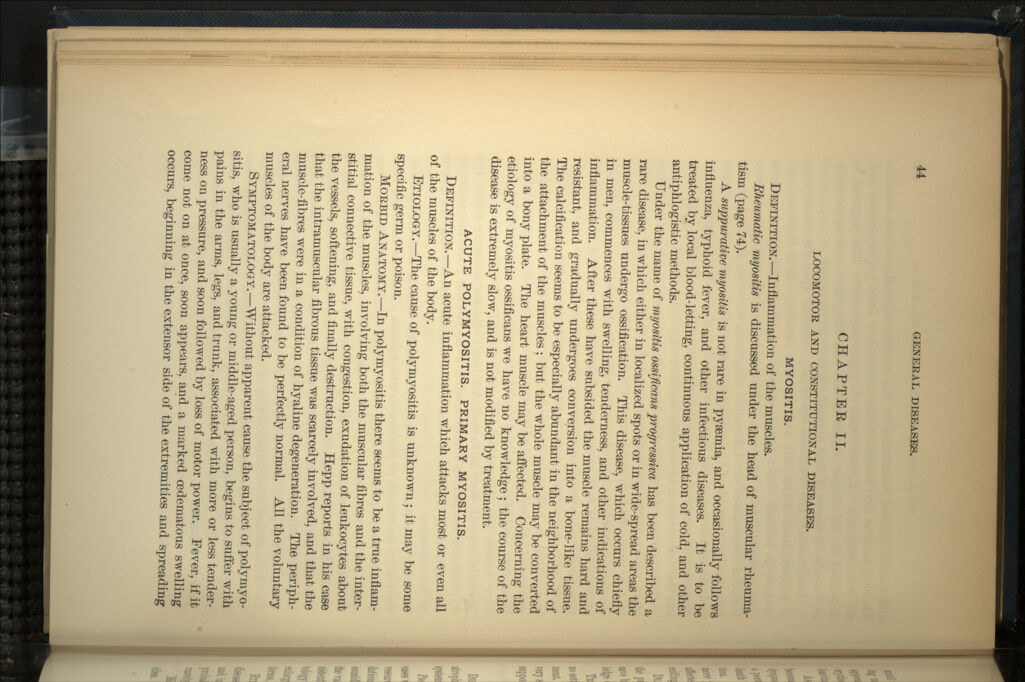 44
GENERAL DISEASES.
CHAPTER II.
LOCOMOTOR AND CONSTITUTIONAL DISEASES.
MYOSITIS.
DEFINITION.—Inflammation of the muscles.
Rheumatic myositis is discussed under the head of muscular rheuma-
tism (page 74).
A suppurative myositis is not rare in pyæmia, and occasionally follows
influenza, typhoid fever, and other infectious diseases. It is to be
treated by local blood-letting, continuous application of cold, and other
antiphlogistic methods.
Under the name of myositis ossificans progressiva has been described a
rare disease, in which either in localized spots or in wide-spread areas the
muscle-tissues undergo ossification. This disease, which occurs chiefly
in men, commences with swelling, tenderness, and other indications of
inflammation. After these have subsided the muscle remains hard and
resistant, and gradually undergoes conversion into a bone-like tissue.
The calcification seems to be especially abundant in the neighborhood of
the attachment of the muscles; but the whole muscle may be converted
into a bony plate. The heart muscle may be affected. Concerning the
etiology of myositis ossificans we have no knowledge; the course of the
disease is extremely slow, and is not modified by treatment.
ACUTE POLYMYOSITIS. PRIMARY MYOSITIS.
DEFINITION.—An acute inflammation which attacks most or even all
of the muscles of the body.
ETIOLOGY.—The cause of polymyositis is unknown; it may be some
specific germ or poison.
MORBID ANATOMY.—In polymyositis there seems to be a true inflam-
mation of the muscles, involving both the muscular fibres and the inter-
stitial connective tissue, with congestion, exudation of leukocytes about
the vessels, softening, and finally destruction. Hepp reports in his case
that the intramuscular fibrous tissue was scarcely involved, and that the
muscle-fibres were in a condition of hyaline degeneration. The periph-
eral nerves have been found to be perfectly normal. All the voluntary
muscles of the body are attacked.
SYMPTOMATOLOGY.—Without apparent cause the subject of polymyo-
sitis, who is usually a young or middle-aged person, begins to suffer with
pains in the arms, legs, and trunk, associated with more or less tender-
ness on pressure, and soon followed by loss of motor power. Fever, if it
come not on at once, soon appears, and a marked œdematous swelling
occurs, beginning in the extensor side of the extremities and spreading